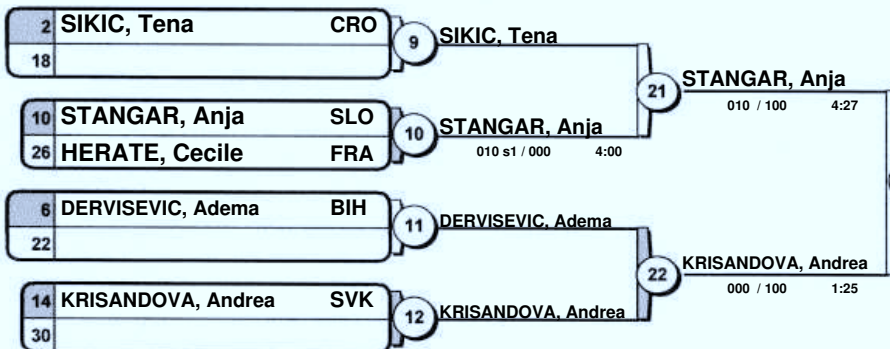 2 SIKIC, Tena CRO
18
9 SIKIC, Tena
10 STANGAR, Anja SLO
26 HERATE, Cecile FRA
10 STANGAR, Anja
010 s1 / 000 4:00
21 STANGAR, Anja
010 / 100 4:27
6 DERVISEVIC, Adema BIH
22
11 DERVISEVIC, Adema
14 KRISANDOVA, Andrea SVK
30
12 KRISANDOVA, Andrea
22 KRISANDOVA, Andrea
000 / 100 1:25